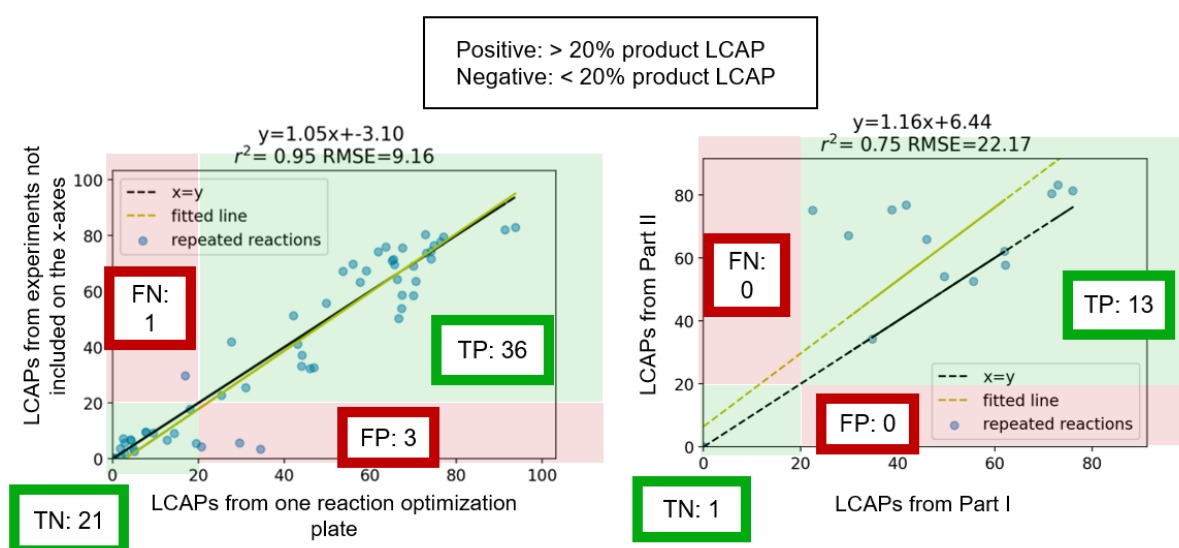 Positive: > 20% product LCAP
Negative: < 20% product LCAP
y=1.05x+-3.10
r²= 0.95 RMSE=9.16
LCAPs from experiments not
included on the x-axes
100
80
60
40
20
0
x=y
fitted line
repeated reactions
FN:
1
TP: 36
FP: 3
TN: 21
0 20 40 60 80 100
LCAPs from one reaction optimization
plate
y=1.16x+6.44
r²= 0.75 RMSE=22.17
LCAPs from Part II
80
60
40
20
0
FN:
0
TP: 13
x=y
fitted line
repeated reactions
FP: 0
TN: 1
0 20 40 60 80
LCAPs from Part I